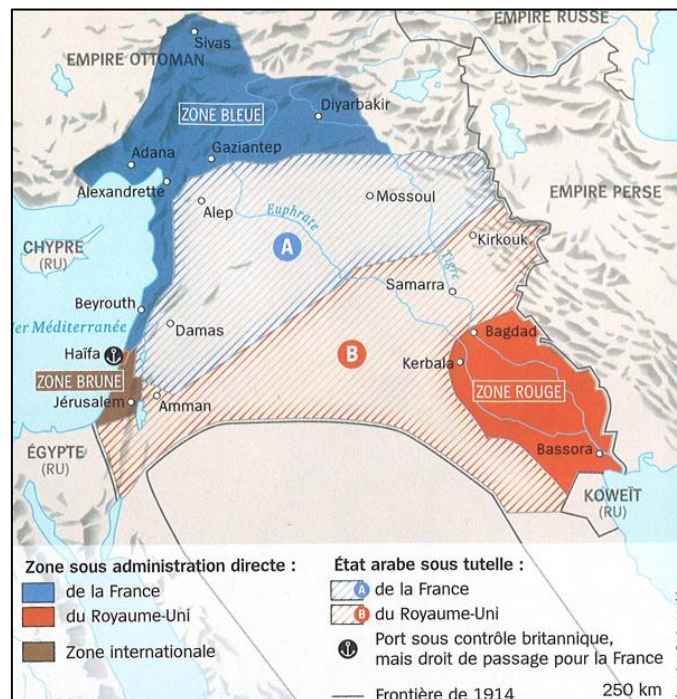 EMPIRE RUSSE
Sivas
EMPIRE OTTOMAN
ZONE BLEUE
Diyarbakir
Adana
Gaziantep
Alexandrette
Alep
Mossoul
EMPIRE PERSE
Euphrate
CHYPRE
(RU)
A
Tigre
Kirkouk
Samarra
Beyrouth
er Méditerranée
Damas
Bagdad
Haïfa
B
Kerbala
ZONE BRUNE
ZONE ROUGE
Jérusalem
Amman
ÉGYPTE
(RU)
Bassora
KOWEÏT
(RU)
Zone sous administration directe :
de la France
du Royaume-Uni
Zone internationale
État arabe sous tutelle :
A de la France
B du Royaume-Uni
Port sous contrôle britannique,
mais droit de passage pour la France
Frontière de 1914
250 km